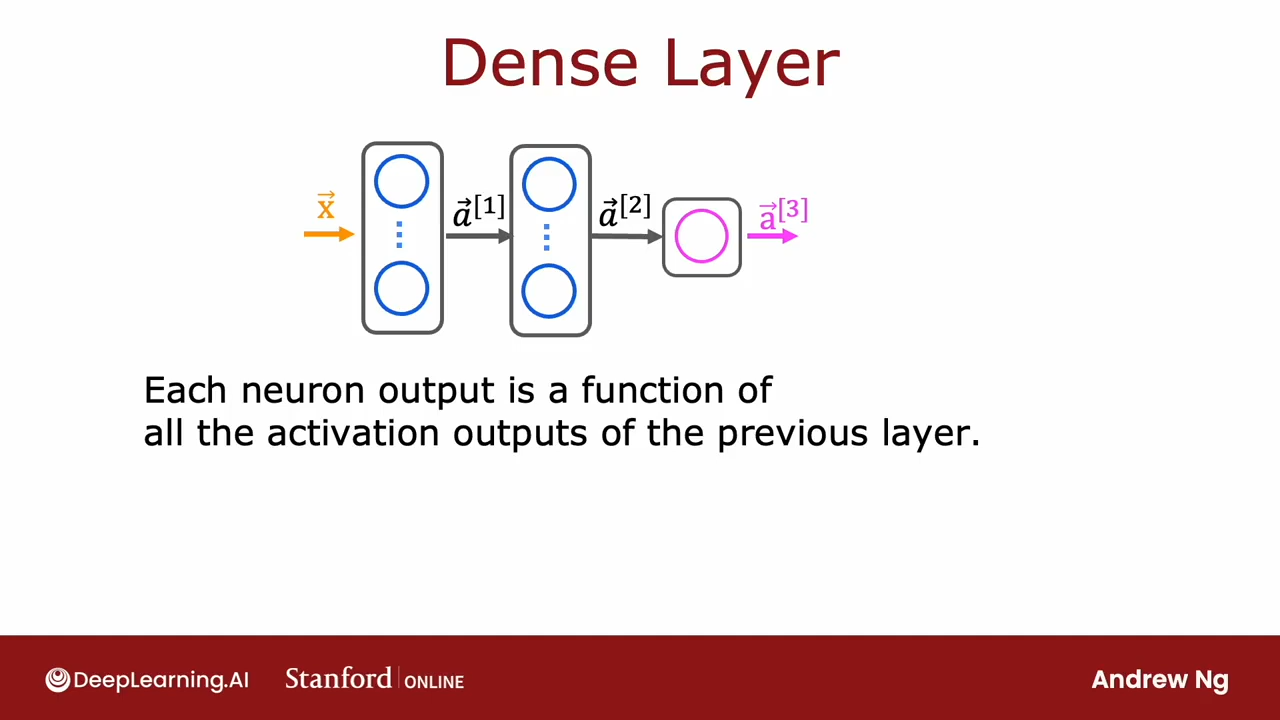 Dense Layer
x⃗
a⃗[1]
a⃗[2]
a⃗[3]
Each neuron output is a function of
all the activation outputs of the previous layer.
DeepLearning.AI
Stanford | ONLINE
Andrew Ng